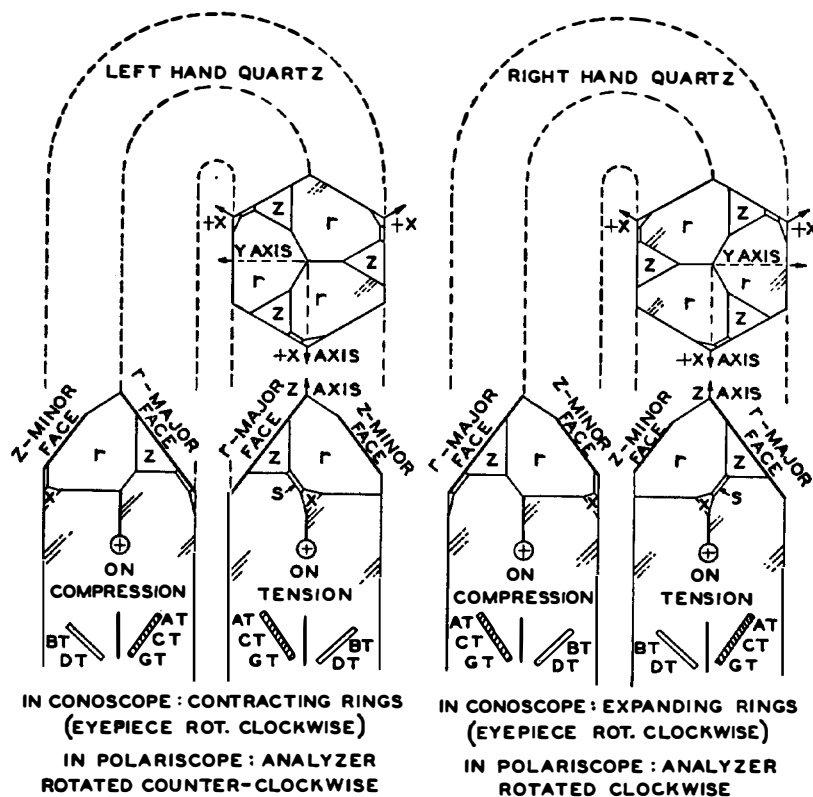 LEFT HAND QUARTZ
Z
r
+X
+X
Y AXIS
r
Z
r
Z
+X AXIS
Z AXIS
Z-MINOR FACE
r-MAJOR FACE
r
Z
X
+
ON COMPRESSION
BT
DT
AT
CT
GT
r-MAJOR FACE
Z-MINOR FACE
Z
r
S
X
+
ON TENSION
AT
CT
GT
BT
DT
IN CONOSCOPE: CONTRACTING RINGS
(EYEPIECE ROT. CLOCKWISE)
IN POLARISCOPE: ANALYZER
ROTATED COUNTER-CLOCKWISE
RIGHT HAND QUARTZ
r
Z
+X
+X
Y AXIS
Z
r
r
Z
+X AXIS
Z AXIS
r-MAJOR FACE
Z-MINOR FACE
Z
r
X
+
ON COMPRESSION
AT
CT
GT
BT
DT
Z-MINOR FACE
r-MAJOR FACE
r
Z
X
S
+
ON TENSION
BT
DT
AT
CT
GT
IN CONOSCOPE: EXPANDING RINGS
(EYEPIECE ROT. CLOCKWISE)
IN POLARISCOPE: ANALYZER
ROTATED CLOCKWISE